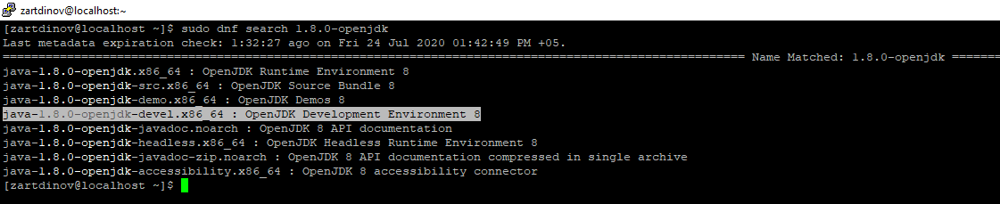 zartdinov@localhost:~
[zartdinov@localhost ~]$ sudo dnf search 1.8.0-openjdk
Last metadata expiration check: 1:32:27 ago on Fri 24 Jul 2020 01:42:49 PM +05.
========================================================================================================= Name Matched: 1.8.0-openjdk =======
java-1.8.0-openjdk.x86_64 : OpenJDK Runtime Environment 8
java-1.8.0-openjdk-src.x86_64 : OpenJDK Source Bundle 8
java-1.8.0-openjdk-demo.x86_64 : OpenJDK Demos 8
java-1.8.0-openjdk-devel.x86_64 : OpenJDK Development Environment 8
java-1.8.0-openjdk-javadoc.noarch : OpenJDK 8 API documentation
java-1.8.0-openjdk-headless.x86_64 : OpenJDK Headless Runtime Environment 8
java-1.8.0-openjdk-javadoc-zip.noarch : OpenJDK 8 API documentation compressed in single archive
java-1.8.0-openjdk-accessibility.x86_64 : OpenJDK 8 accessibility connector
[zartdinov@localhost ~]$